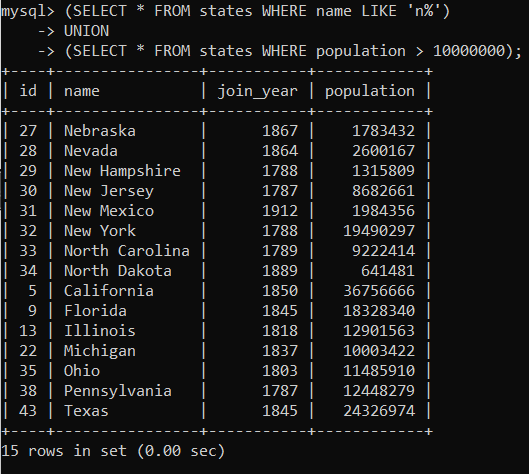 mysql> (SELECT * FROM states WHERE name LIKE 'n%')
    -> UNION
    -> (SELECT * FROM states WHERE population > 10000000);
+----+----------------+-----------+------------+
| id | name           | join_year | population |
+----+----------------+-----------+------------+
| 27 | Nebraska       |      1867 |    1783432 |
| 28 | Nevada         |      1864 |    2600167 |
| 29 | New Hampshire  |      1788 |    1315809 |
| 30 | New Jersey     |      1787 |    8682661 |
| 31 | New Mexico     |      1912 |    1984356 |
| 32 | New York       |      1788 |   19490297 |
| 33 | North Carolina |      1789 |    9222414 |
| 34 | North Dakota   |      1889 |     641481 |
|  5 | California     |      1850 |   36756666 |
|  9 | Florida        |      1845 |   18328340 |
| 13 | Illinois       |      1818 |   12901563 |
| 22 | Michigan       |      1837 |   10003422 |
| 35 | Ohio           |      1803 |   11485910 |
| 38 | Pennsylvania   |      1787 |   12448279 |
| 43 | Texas          |      1845 |   24326974 |
+----+----------------+-----------+------------+
15 rows in set (0.00 sec)